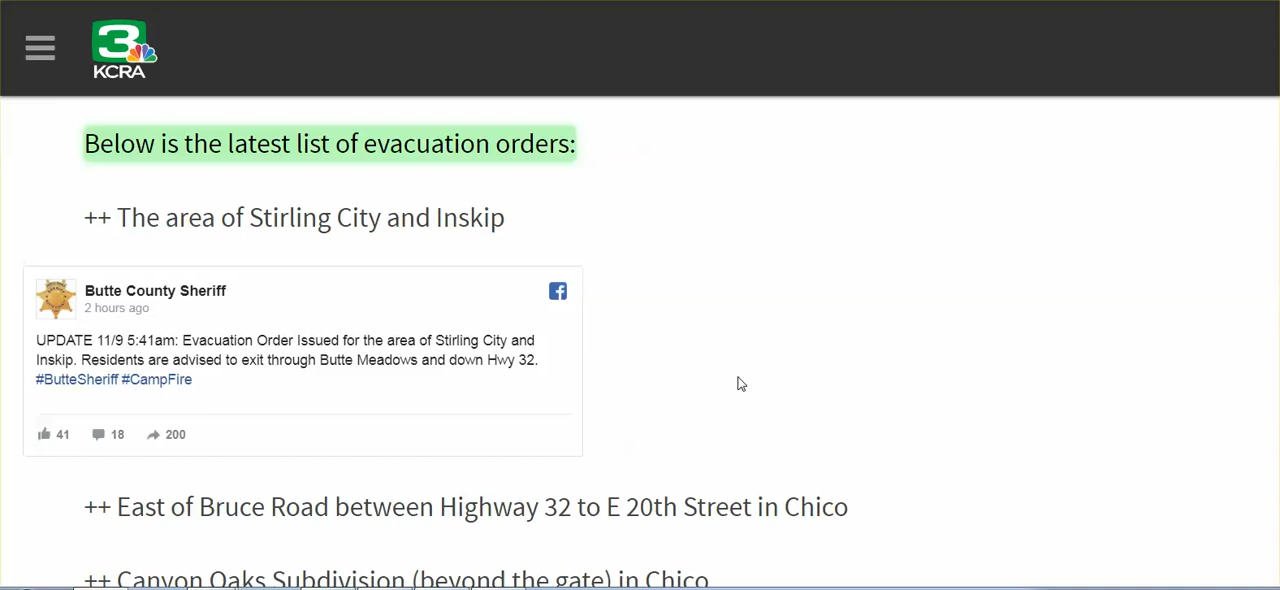 3
KCRA
Below is the latest list of evacuation orders:
++ The area of Stirling City and Inskip
Butte County Sheriff
2 hours ago
UPDATE 11/9 5:41am: Evacuation Order Issued for the area of Stirling City and
Inskip. Residents are advised to exit through Butte Meadows and down Hwy 32.
#ButteSheriff #CampFire
41 18 200
++ East of Bruce Road between Highway 32 to E 20th Street in Chico
++ Canyon Oaks Subdivision (beyond the gate) in Chico